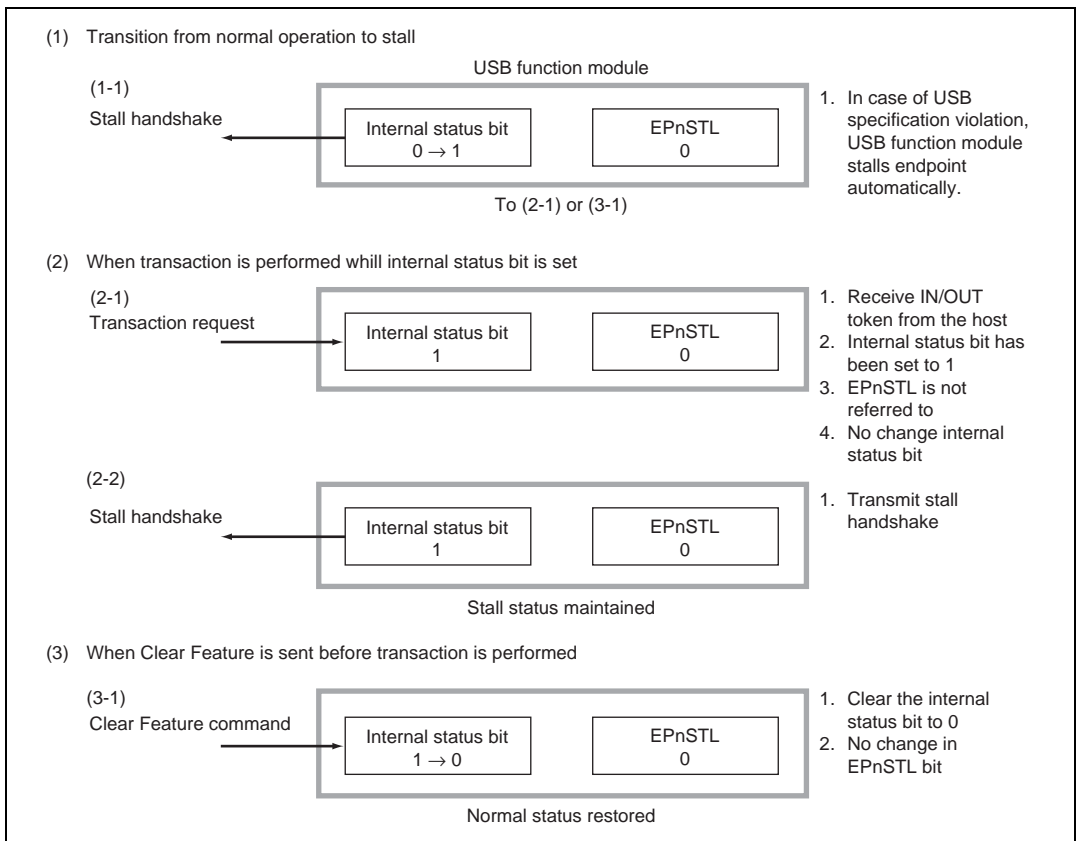 (1) Transition from normal operation to stall
USB function module
(1-1)
Stall handshake
Internal status bit
0 → 1
EPnSTL
0
1. In case of USB
specification violation,
USB function module
stalls endpoint
automatically.
To (2-1) or (3-1)
(2) When transaction is performed whill internal status bit is set
(2-1)
Transaction request
Internal status bit
1
EPnSTL
0
1. Receive IN/OUT
token from the host
2. Internal status bit has
been set to 1
3. EPnSTL is not
referred to
4. No change internal
status bit
(2-2)
Stall handshake
Internal status bit
1
EPnSTL
0
1. Transmit stall
handshake
Stall status maintained
(3) When Clear Feature is sent before transaction is performed
(3-1)
Clear Feature command
Internal status bit
1 → 0
EPnSTL
0
1. Clear the internal
status bit to 0
2. No change in
EPnSTL bit
Normal status restored